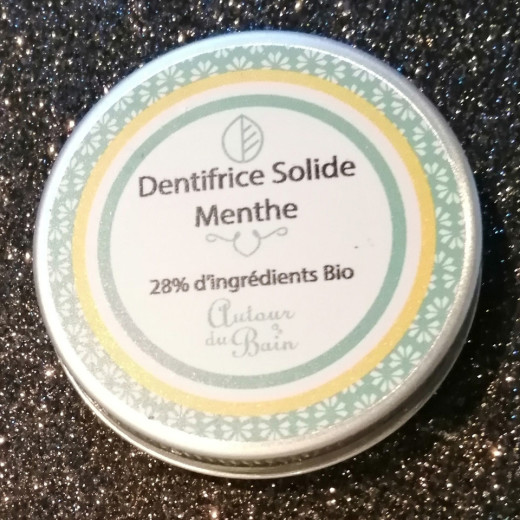 Dentifrice Solide
Menthe
28% d'ingrédients Bio
Autour
du Bain